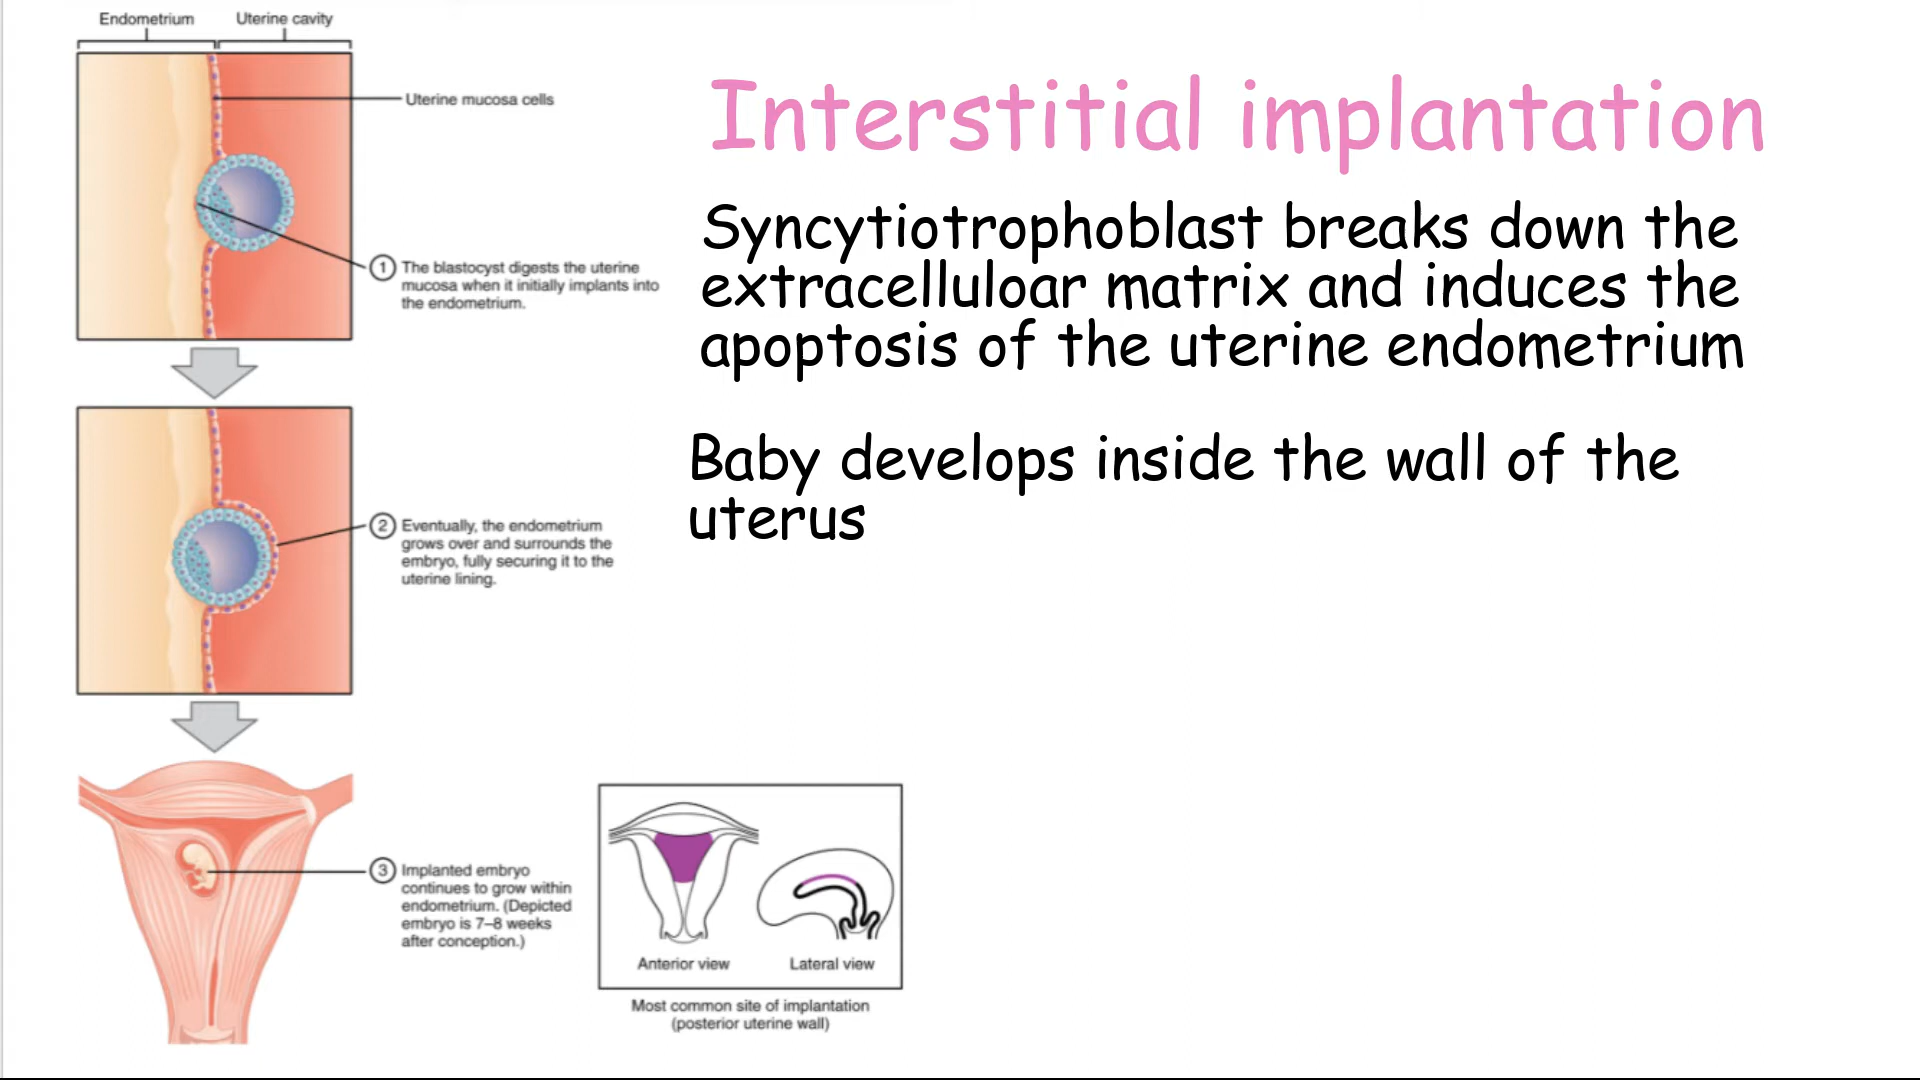 Endometrium
Uterine cavity
Uterine mucosa cells
1 The blastocyst digests the uterine
mucosa when it initially implants into
the endometrium.
2 Eventually, the endometrium
grows over and surrounds the
embryo, fully securing it to the
uterine lining.
3 Implanted embryo
continues to grow within
endometrium. (Depicted
embryo is 7–8 weeks
after conception.)
Anterior view
Lateral view
Most common site of implantation
(posterior uterine wall)
Interstitial implantation
Syncytiotrophoblast breaks down the
extracelluloar matrix and induces the
apoptosis of the uterine endometrium
Baby develops inside the wall of the
uterus